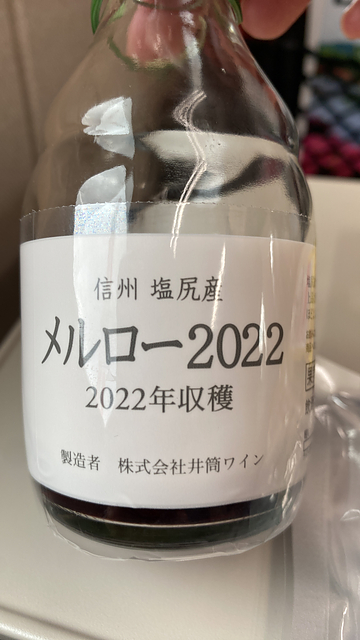 信州 塩尻産
メルロー2022
2022年収穫
製造者 株式会社井筒ワイン